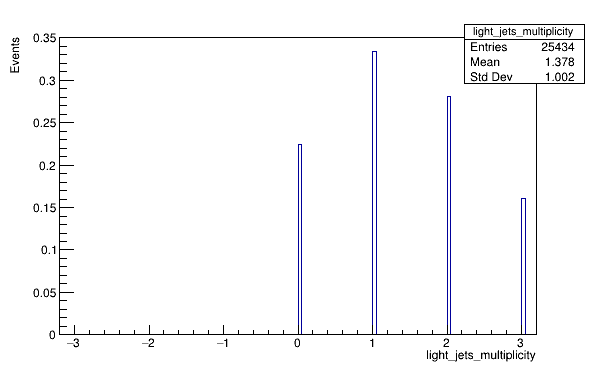 light_jets_multiplicity
Entries 25434
Mean 1.378
Std Dev 1.002
Events
0.35
0.3
0.25
0.2
0.15
0.1
0.05
0
−3 −2 −1 0 1 2 3
light_jets_multiplicity